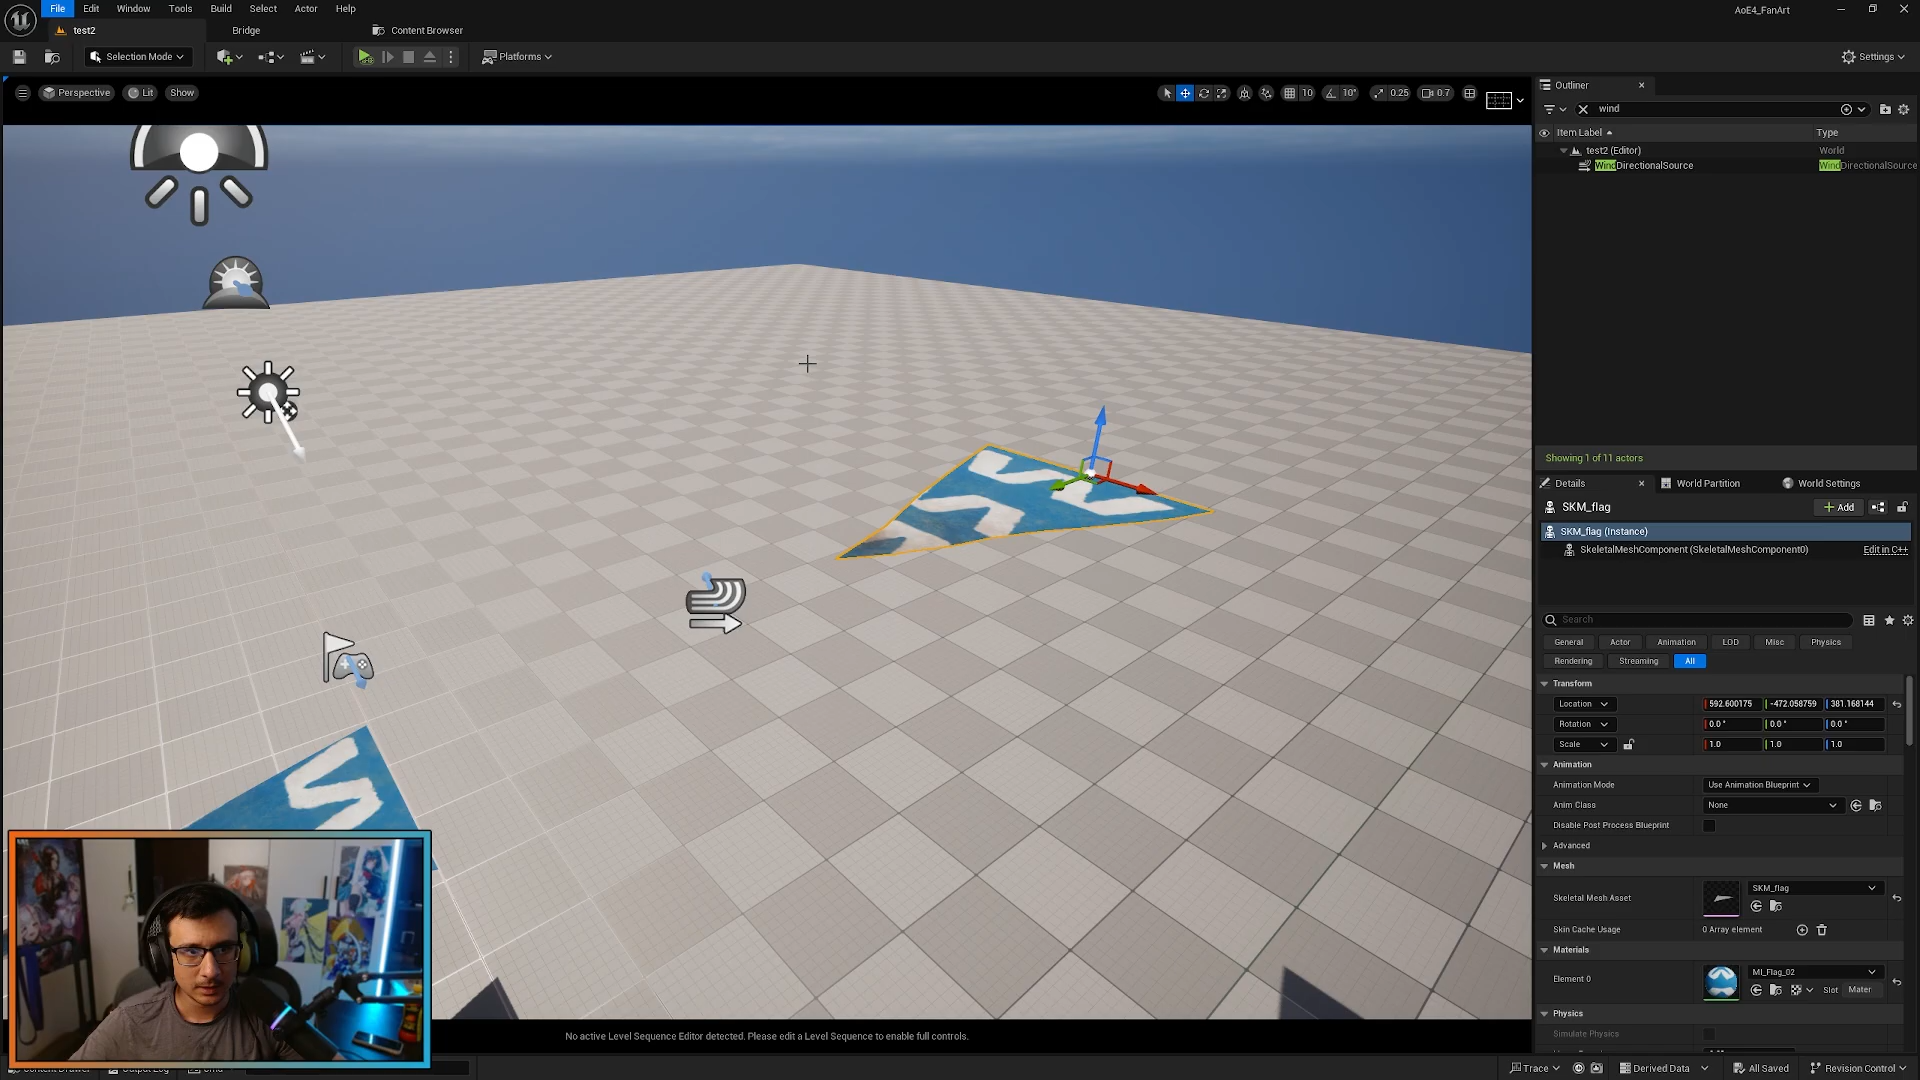 File Edit Window Tools Build Select Actor Help
AoE4_FanArt
test2
Bridge
Content Browser
Selection Mode
Platforms
Settings
Perspective
Lit
Show
10
10°
0.25
0.7
Outliner
wind
Item Label
Type
test2 (Editor)
World
WindDirectionalSource
WindDirectionalSource
Showing 1 of 11 actors
Details
World Partition
World Settings
SKM_flag
Add
SKM_flag (Instance)
SkeletalMeshComponent (SkeletalMeshComponent0)
Edit in C++
Search
General
Actor
Animation
LOD
Misc
Physics
Rendering
Streaming
All
Transform
Location
592.600175
-472.058759
381.168144
Rotation
0.0 °
0.0 °
0.0 °
Scale
1.0
1.0
1.0
Animation
Animation Mode
Use Animation Blueprint
Anim Class
None
Disable Post Process Blueprint
Advanced
Mesh
Skeletal Mesh Asset
SKM_flag
Skin Cache Usage
0 Array element
Materials
Element 0
MI_Flag_02
Slot
Mater
Physics
Simulate Physics
No active Level Sequence Editor detected. Please edit a Level Sequence to enable full controls.
Trace
Derived Data
All Saved
Revision Control